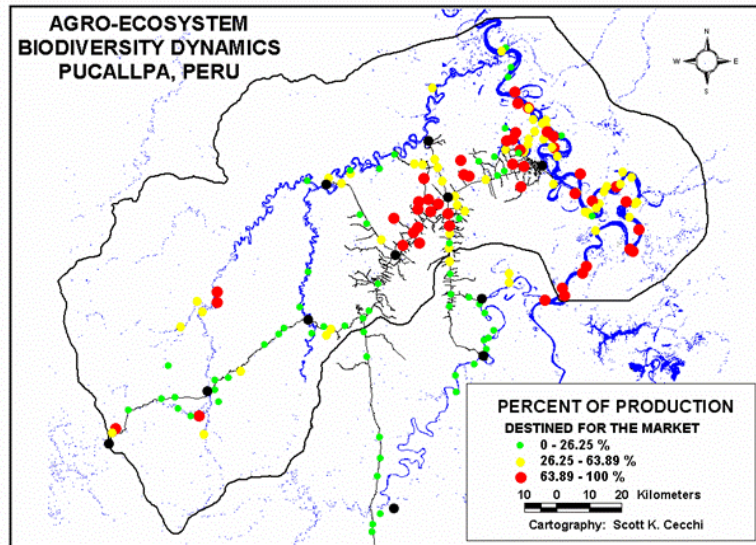 AGRO-ECOSYSTEM
BIODIVERSITY DYNAMICS
PUCALLPA, PERU
N
W E
S
PERCENT OF PRODUCTION
DESTINED FOR THE MARKET
0 - 26.25 %
26.25 - 63.89 %
63.89 - 100 %
10 0 10 20 Kilometers
Cartography: Scott K. Cecchi